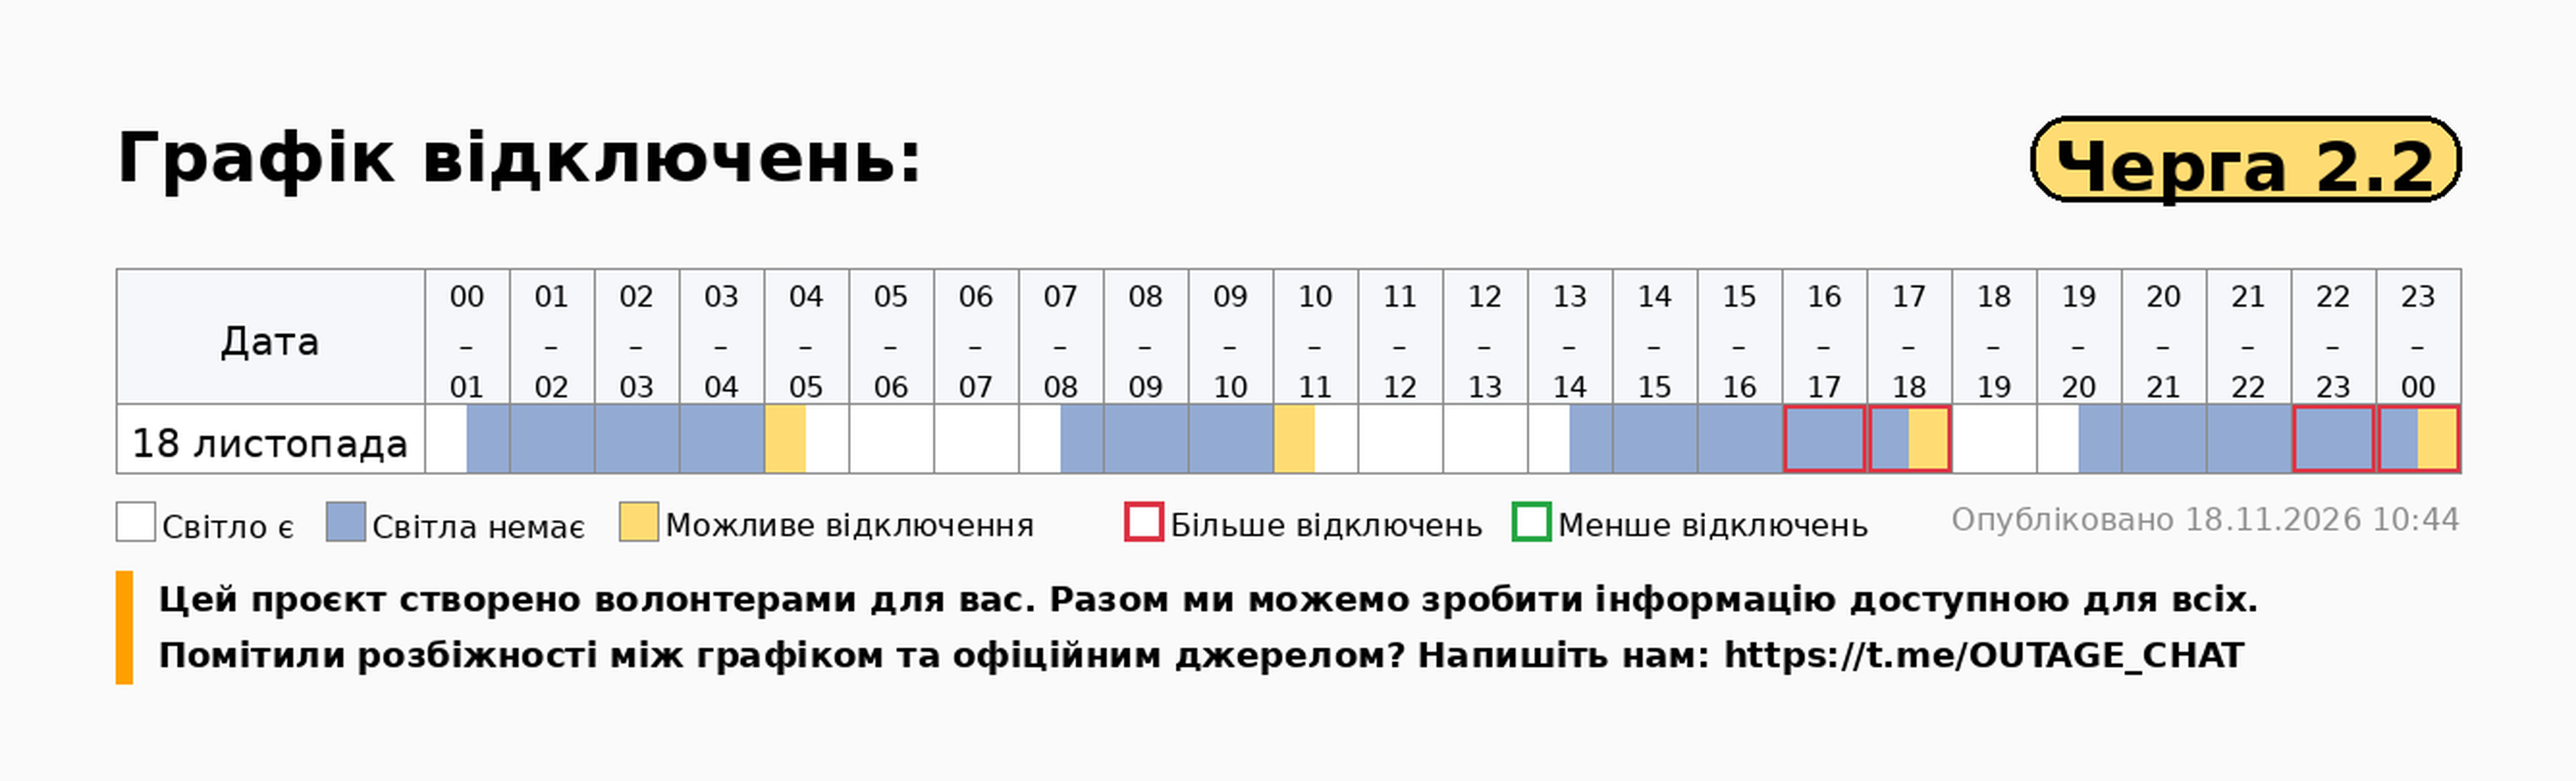 Графік відключень:
Черга 2.2
Дата
00 – 01
01 – 02
02 – 03
03 – 04
04 – 05
05 – 06
06 – 07
07 – 08
08 – 09
09 – 10
10 – 11
11 – 12
12 – 13
13 – 14
14 – 15
15 – 16
16 – 17
17 – 18
18 – 19
19 – 20
20 – 21
21 – 22
22 – 23
23 – 00
18 листопада
Світло є
Світла немає
Можливе відключення
Більше відключень
Менше відключень
Опубліковано 18.11.2026 10:44
Цей проєкт створено волонтерами для вас. Разом ми можемо зробити інформацію доступною для всіх.
Помітили розбіжності між графіком та офіційним джерелом? Напишіть нам: https://t.me/OUTAGE_CHAT